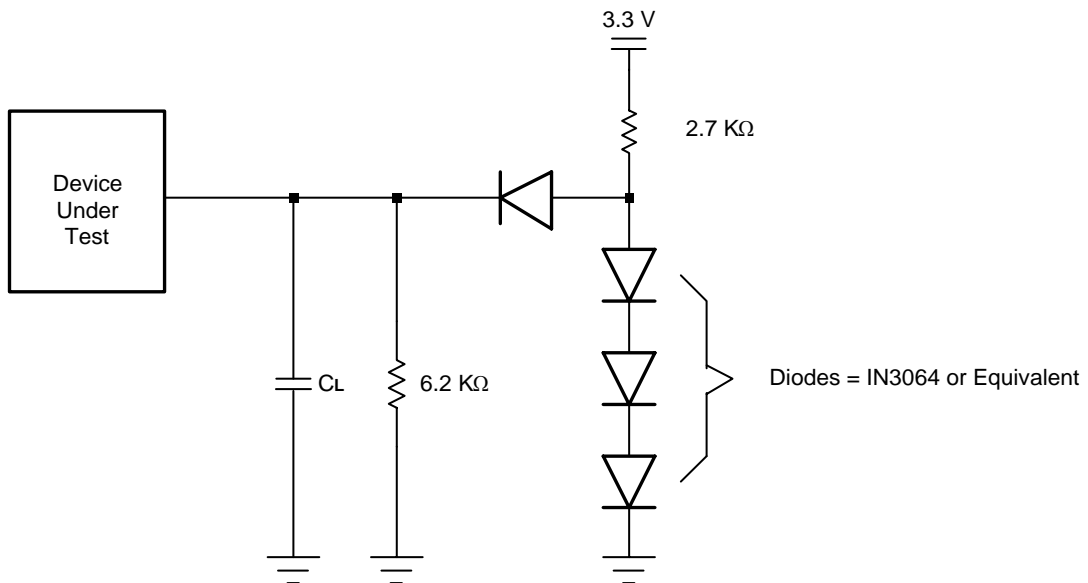 3.3 V
2.7 KΩ
Device
Under
Test
CL
6.2 KΩ
Diodes = IN3064 or Equivalent